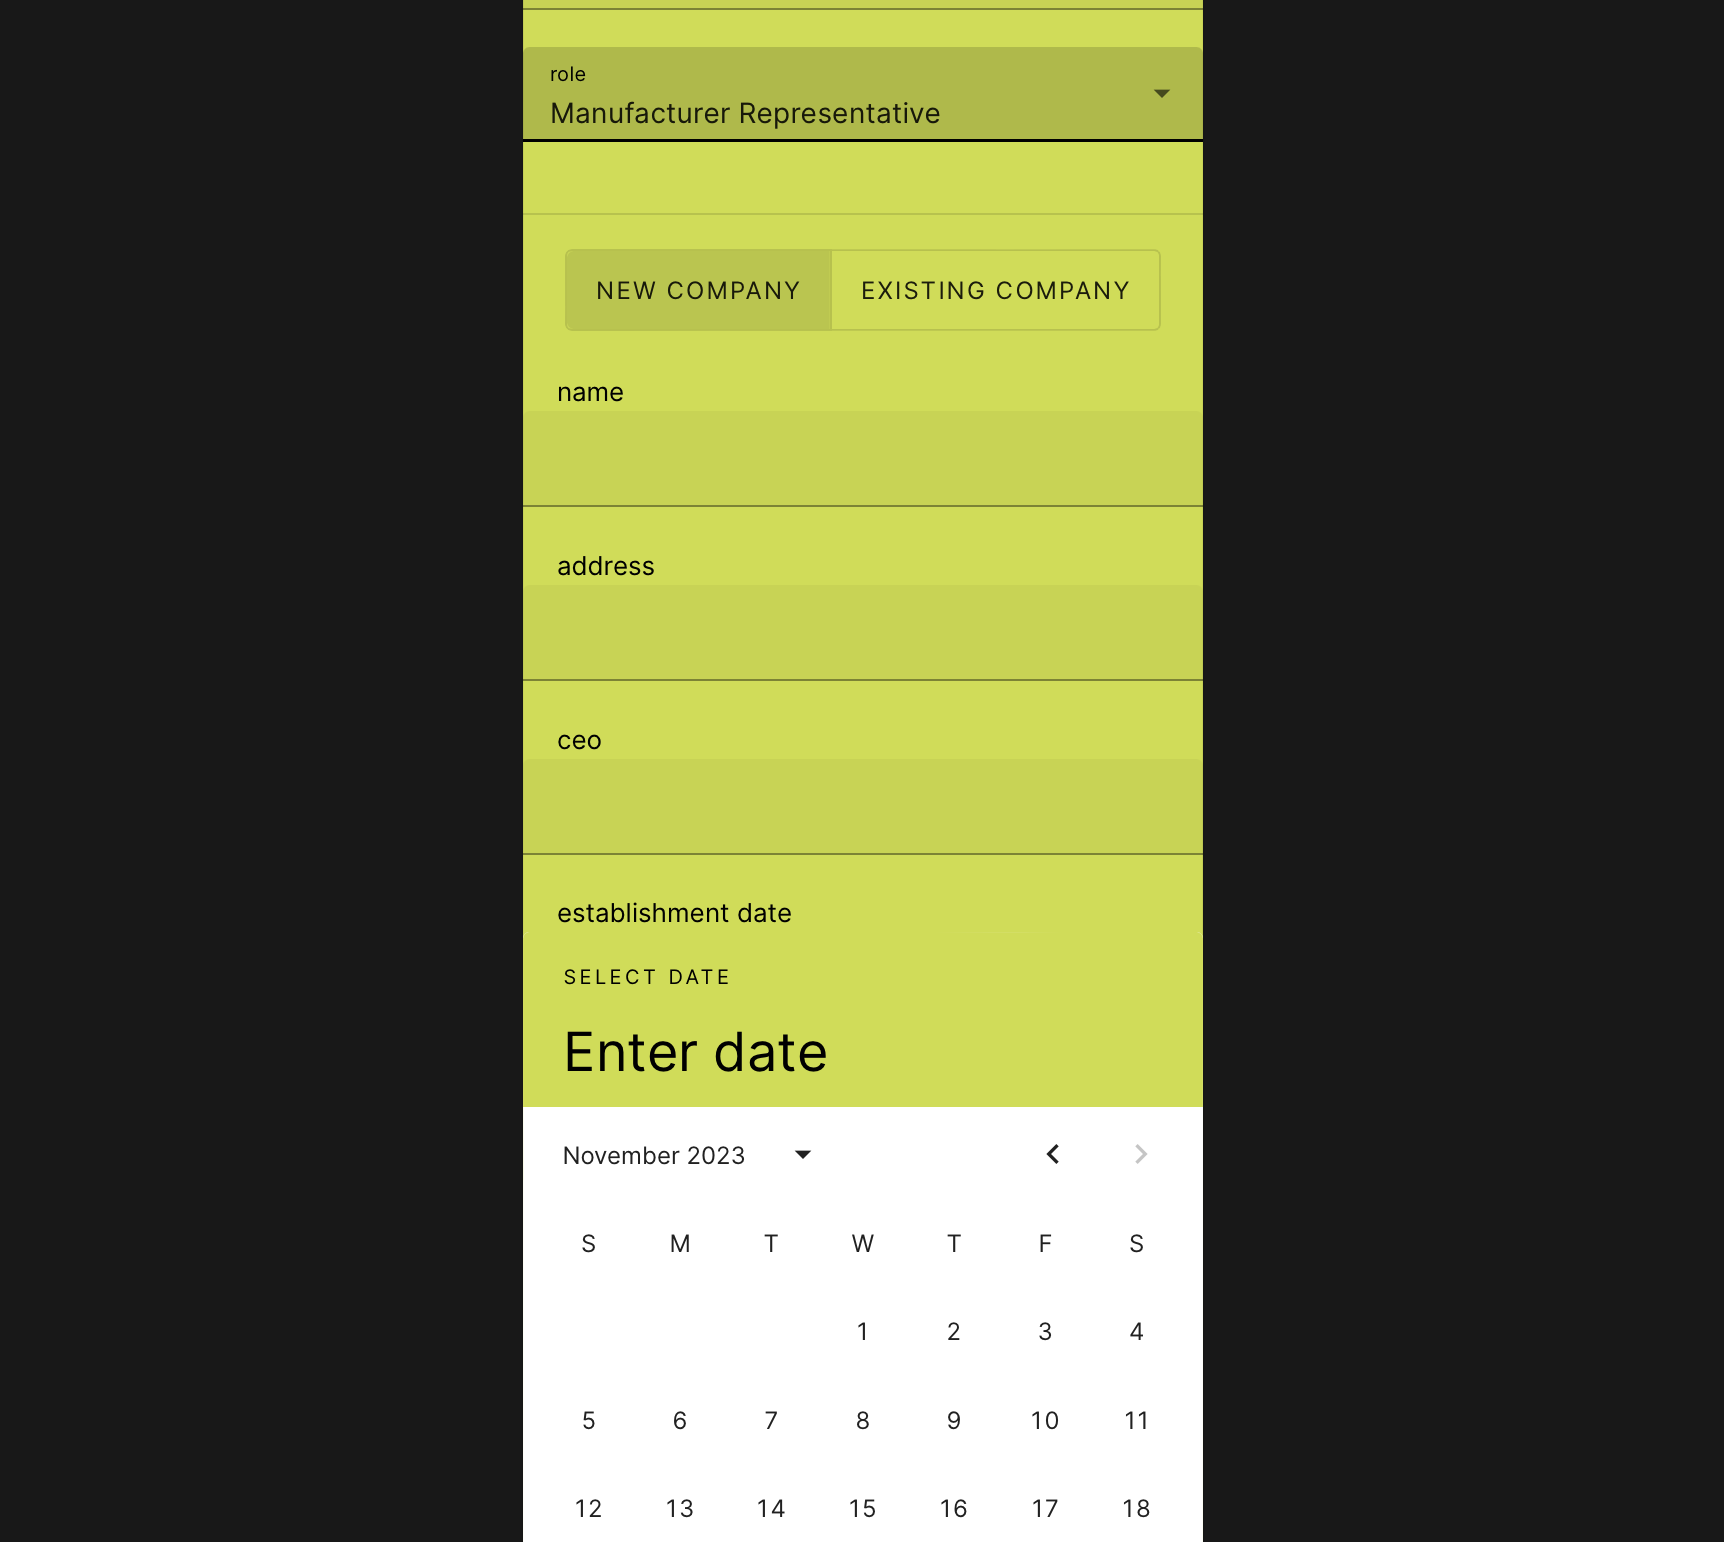 role
Manufacturer Representative
NEW COMPANY EXISTING COMPANY
name
address
ceo
establishment date
SELECT DATE
Enter date
November 2023
S M T W T F S
1 2 3 4
5 6 7 8 9 10 11
12 13 14 15 16 17 18